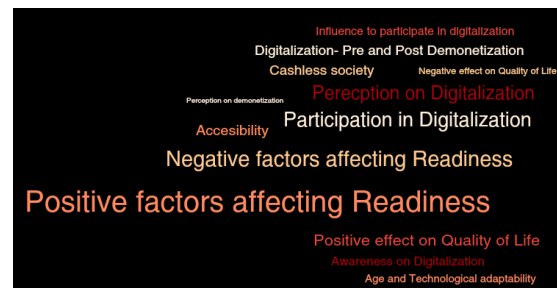 Influence to participate in digitalization
Digitalization- Pre and Post Demonetization
Cashless society
Negative effect on Quality of Life
Perecption on Digitalization
Perception on demonetization
Participation in Digitalization
Accesibility
Negative factors affecting Readiness
Positive factors affecting Readiness
Positive effect on Quality of Life
Awareness on Digitalization
Age and Technological adaptability